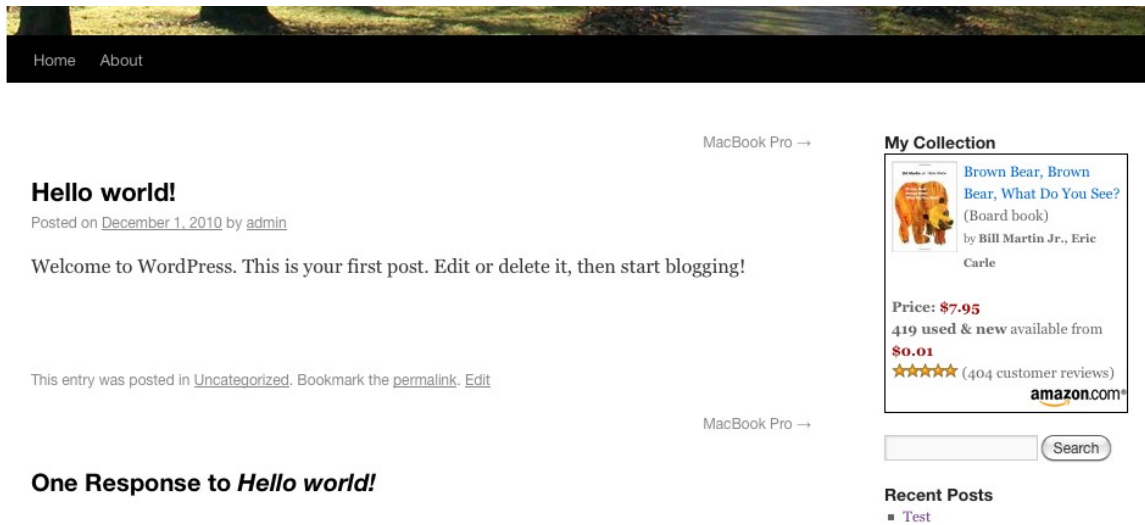 Home About
MacBook Pro →
Hello world!
Posted on December 1, 2010 by admin
Welcome to WordPress. This is your first post. Edit or delete it, then start blogging!
This entry was posted in Uncategorized. Bookmark the permalink. Edit
MacBook Pro →
One Response to Hello world!
My Collection
Brown Bear, Brown
Bear, What Do You See?
(Board book)
by Bill Martin Jr., Eric
Carle
Price: $7.95
419 used & new available from
$0.01
(404 customer reviews)
amazon.com
Search
Recent Posts
Test